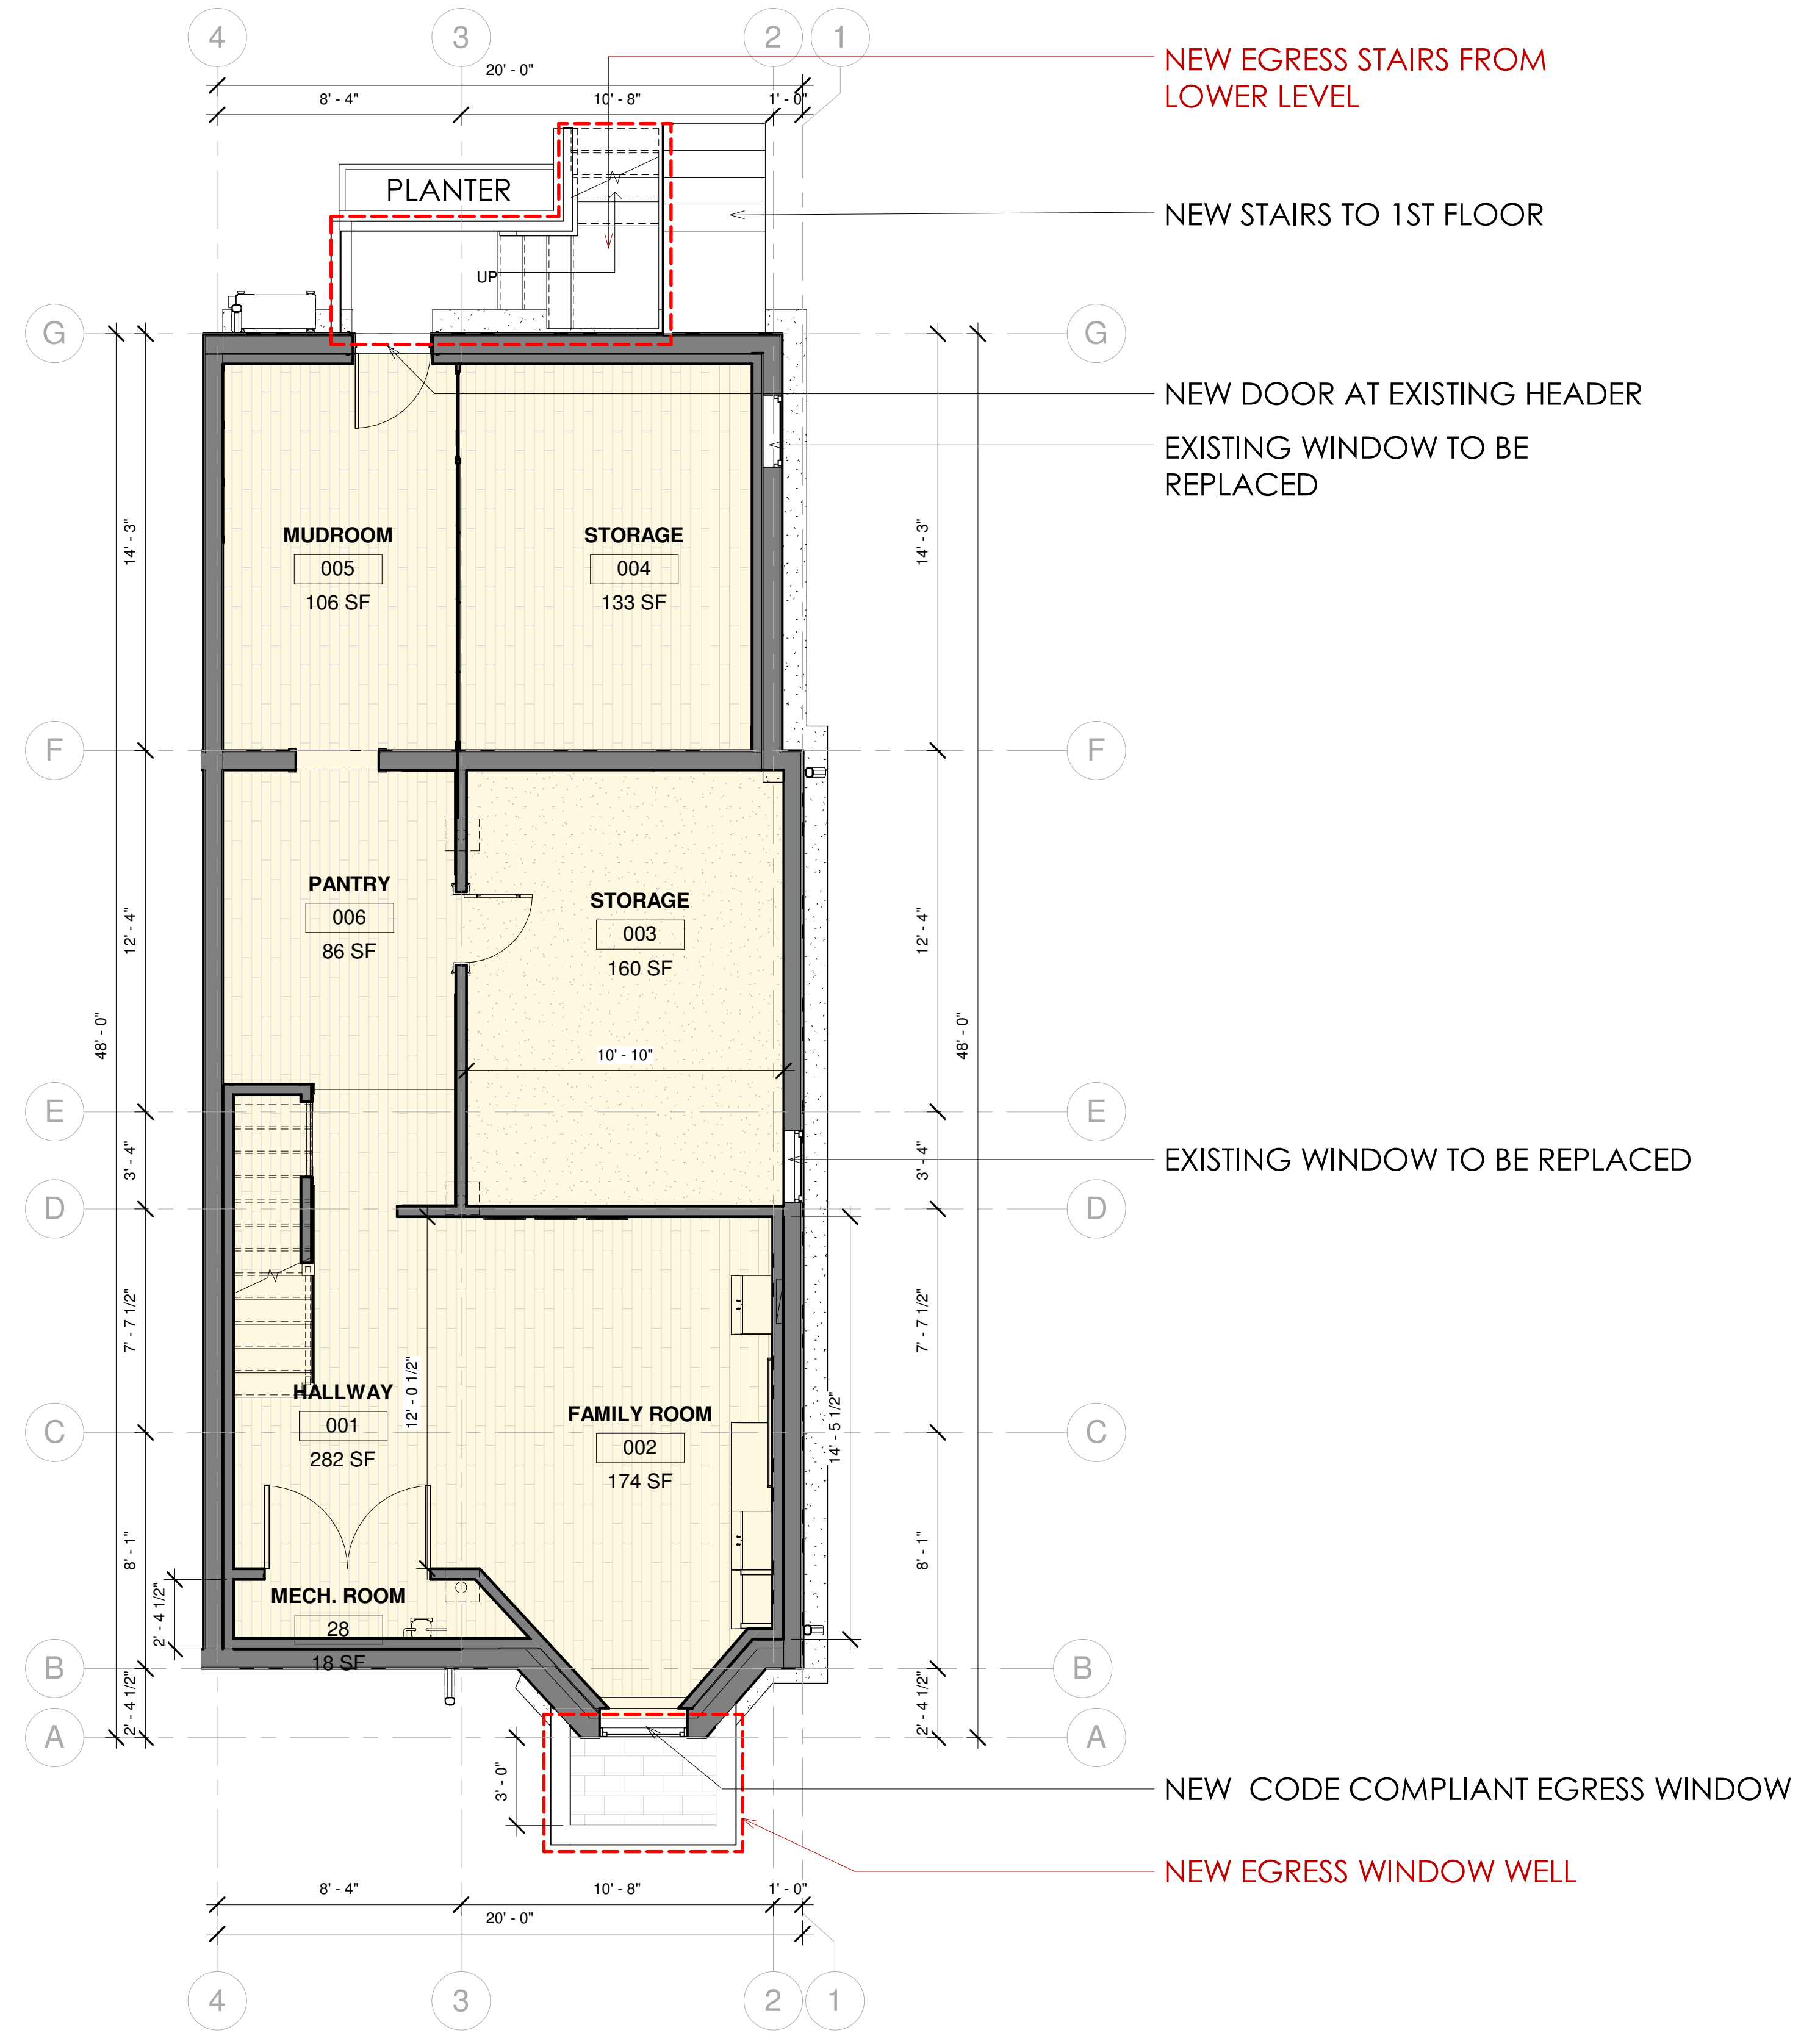 4
3
2
1
20' - 0"
8' - 4"
10' - 8"
1' - 0"
NEW EGRESS STAIRS FROM
LOWER LEVEL
PLANTER
NEW STAIRS TO 1ST FLOOR
UP
G
G
NEW DOOR AT EXISTING HEADER
EXISTING WINDOW TO BE
REPLACED
14' - 3"
MUDROOM
005
106 SF
STORAGE
004
133 SF
14' - 3"
F
F
12' - 4"
PANTRY
006
86 SF
STORAGE
003
160 SF
12' - 4"
48' - 0"
48' - 0"
10' - 10"
E
E
3' - 4"
3' - 4"
EXISTING WINDOW TO BE REPLACED
D
D
7' - 7 1/2"
7' - 7 1/2"
12' - 0 1/2"
HALLWAY
001
282 SF
FAMILY ROOM
002
174 SF
14' - 5 1/2"
C
C
8' - 1"
8' - 1"
MECH. ROOM
28
18 SF
2' - 4 1/2"
B
B
2' - 4 1/2"
2' - 4 1/2"
A
A
3' - 0"
NEW  CODE COMPLIANT EGRESS WINDOW
NEW EGRESS WINDOW WELL
8' - 4"
10' - 8"
1' - 0"
20' - 0"
4
3
2
1